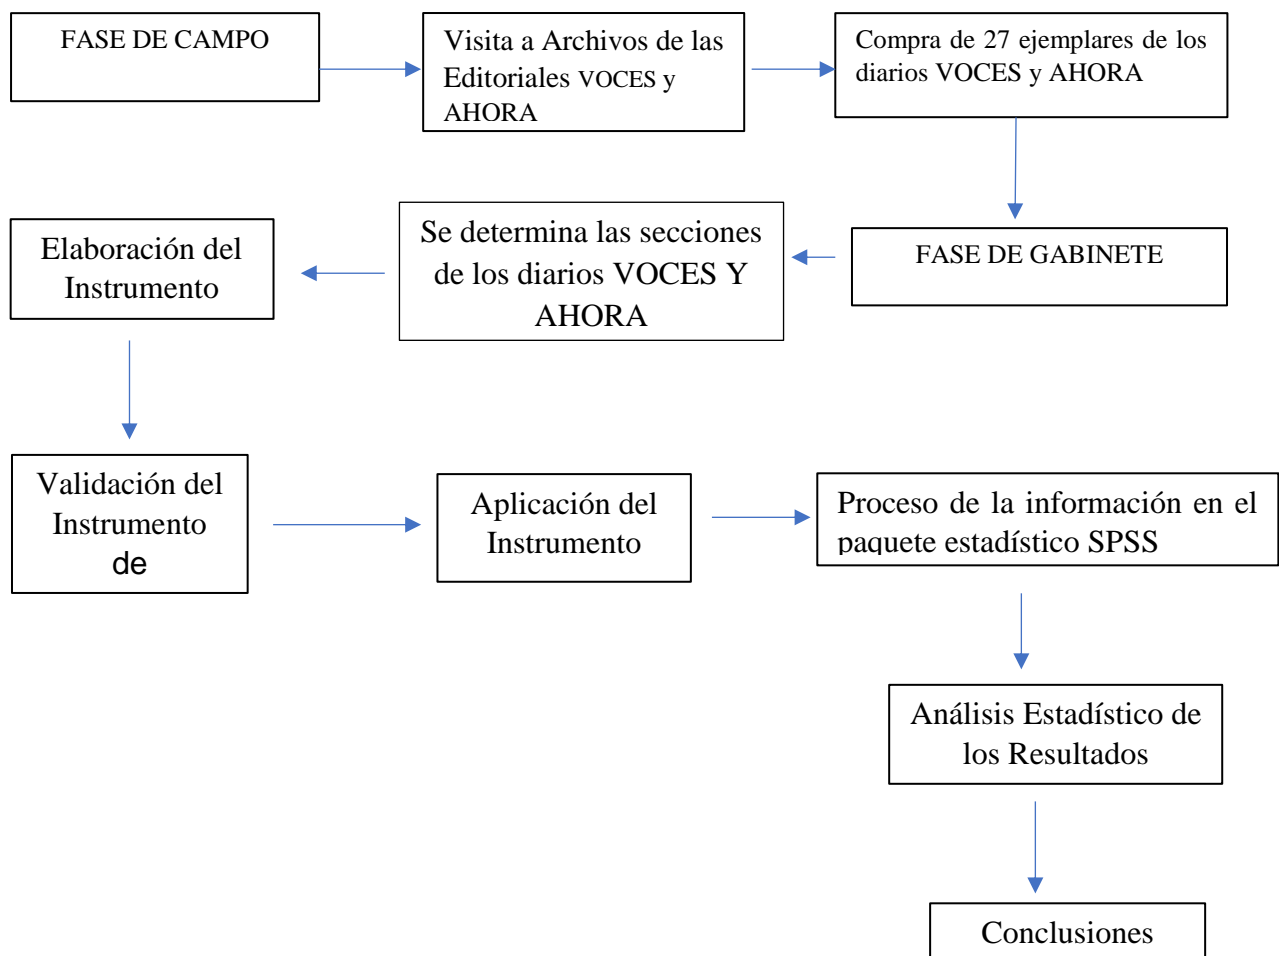 FASE DE CAMPO
Visita a Archivos de las
Editoriales VOCES y
AHORA
Compra de 27 ejemplares de los
diarios VOCES y AHORA
FASE DE GABINETE
Se determina las secciones
de los diarios VOCES Y
AHORA
Elaboración del
Instrumento
Validación del
Instrumento
de
Aplicación del
Instrumento
Proceso de la información en el
paquete estadístico SPSS
Análisis Estadístico de
los Resultados
Conclusiones